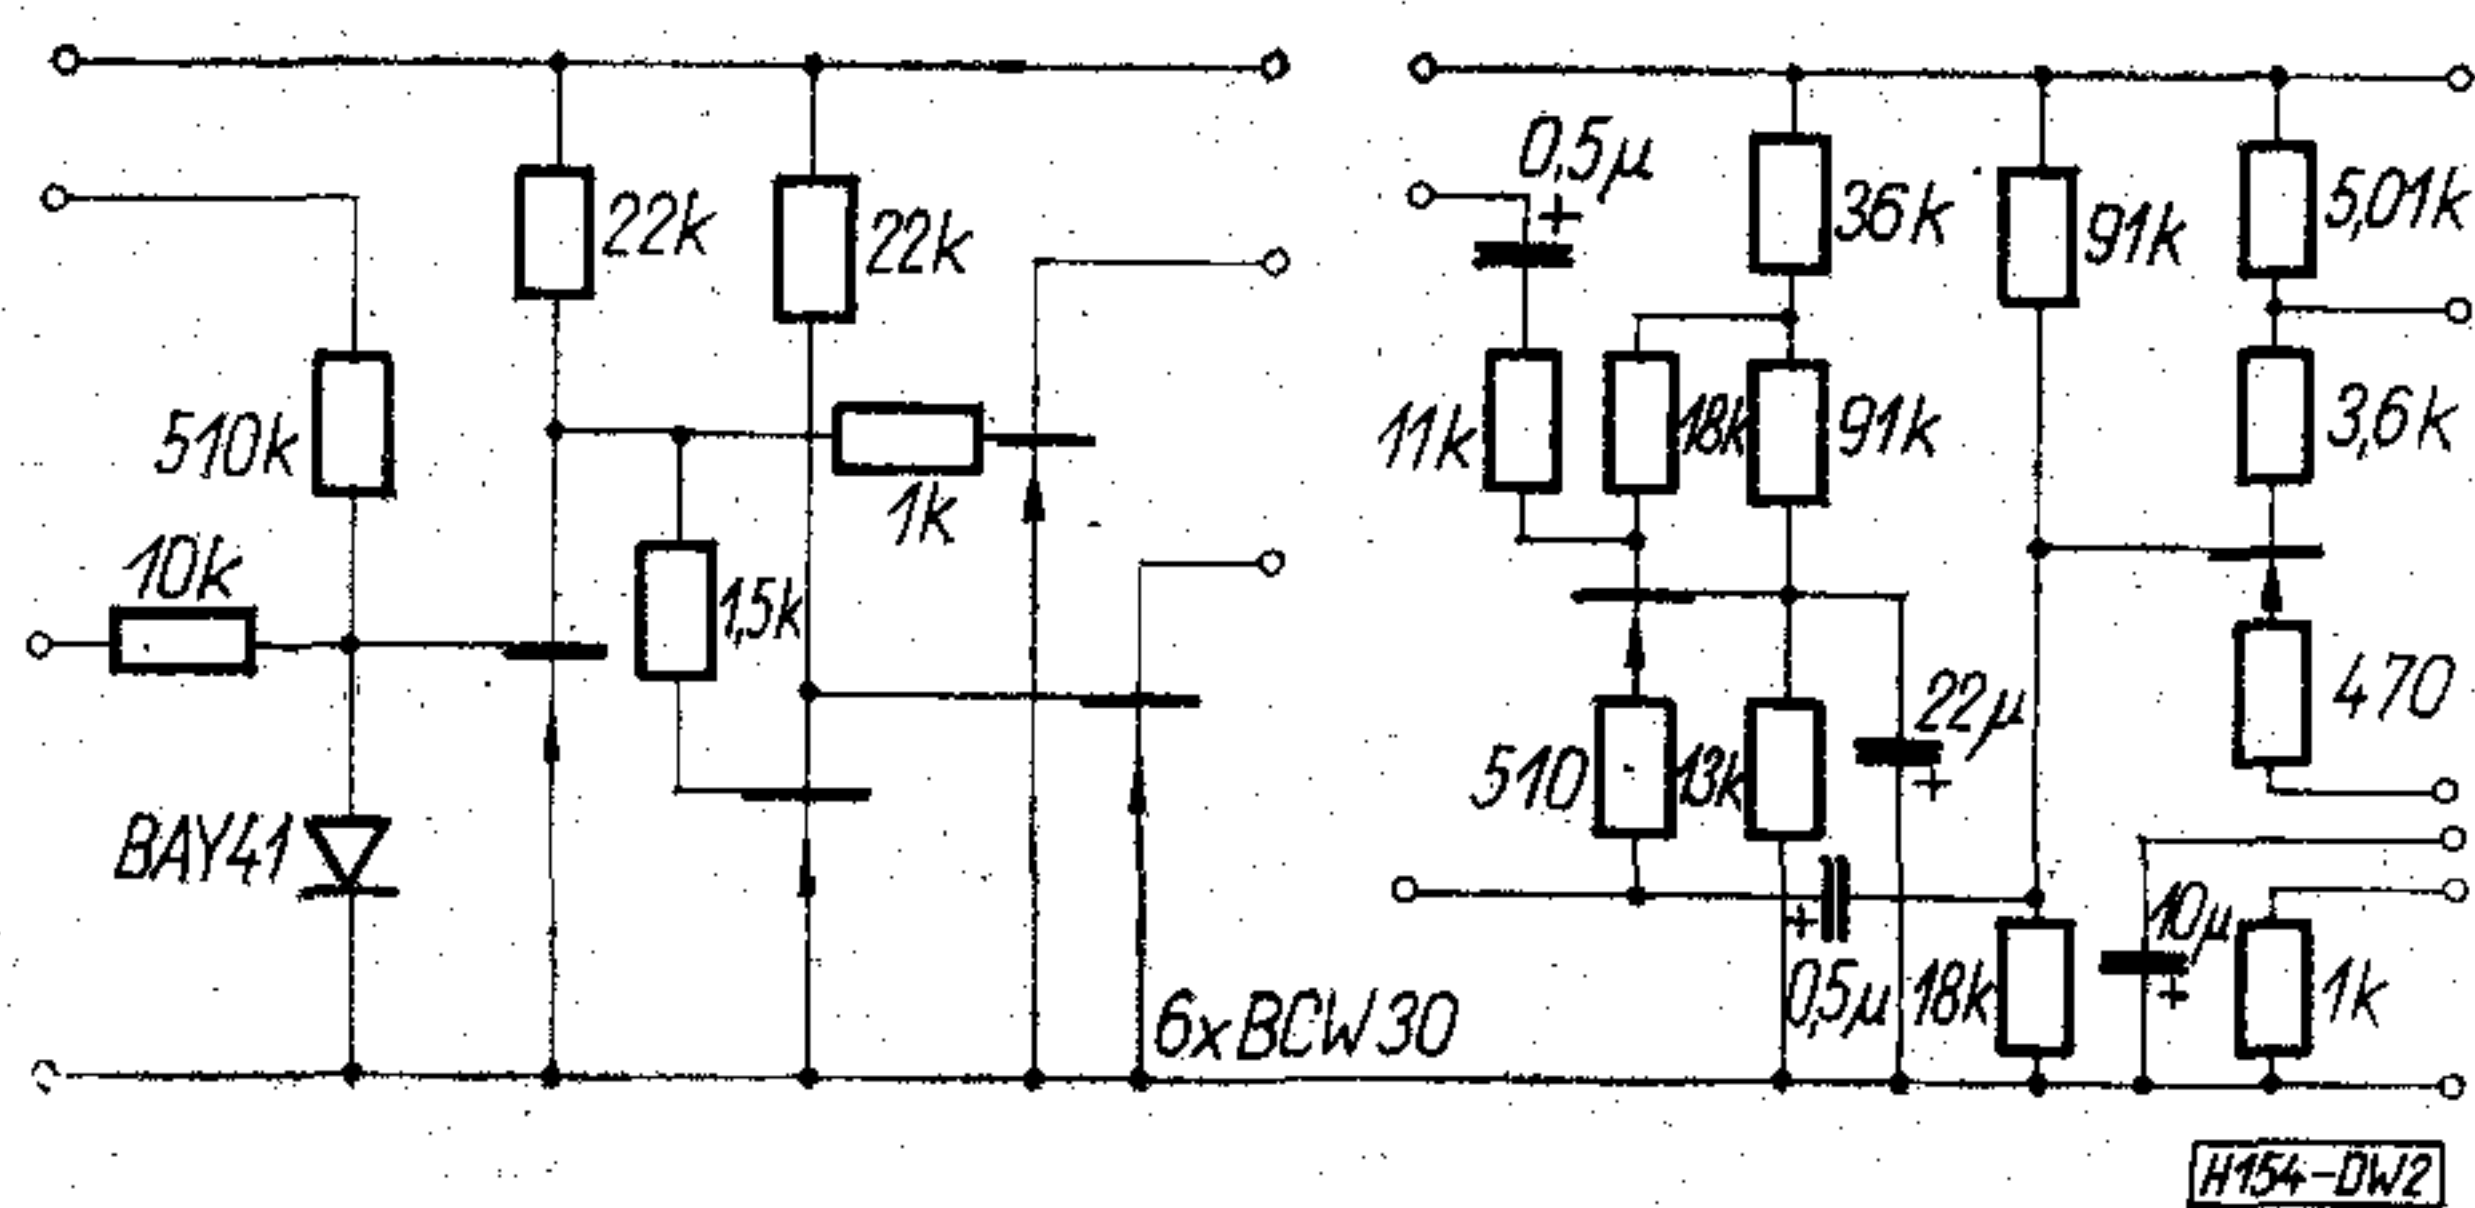 0,5µ
+
36k
5,01k
22k
22k
91k
510k
11k
18k
91k
3,6k
1k
10k
1,5k
22µ
+
470
510
13k
BAY41
+
10µ
+
0,5µ
18k
1k
6xBCW30
H154-DW2